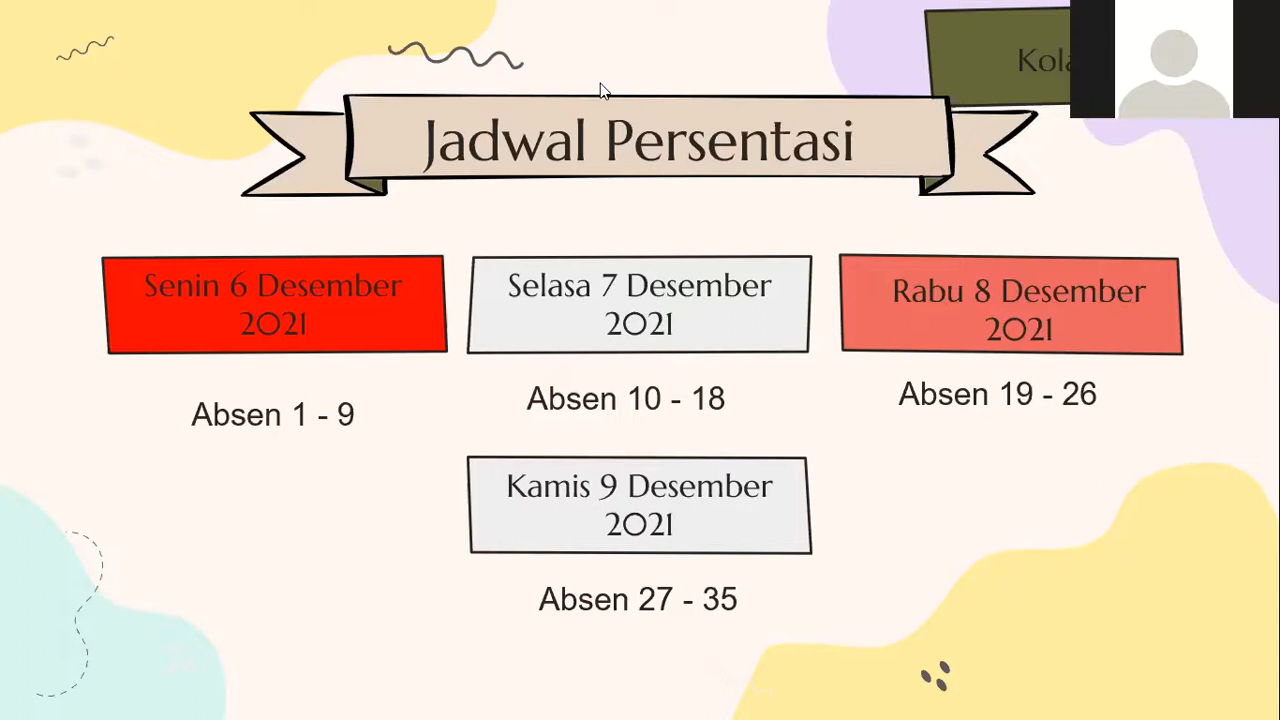 Jadwal Persentasi
Senin 6 Desember
2021
Absen 1 - 9
Selasa 7 Desember
2021
Absen 10 - 18
Rabu 8 Desember
2021
Absen 19 - 26
Kamis 9 Desember
2021
Absen 27 - 35